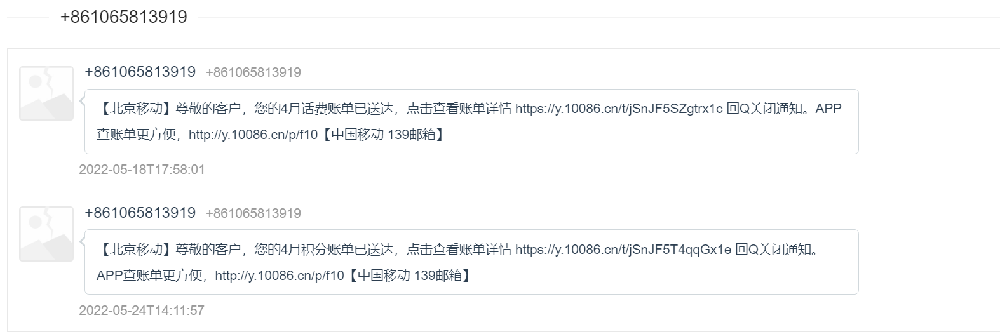 +861065813919
+861065813919 +861065813919
【北京移动】尊敬的客户，您的4月话费账单已送达，点击查看账单详情 https://y.10086.cn/t/jSnJF5SZgtrx1c 回Q关闭通知。APP
查账单更方便，http://y.10086.cn/p/f10【中国移动 139邮箱】
2022-05-18T17:58:01
+861065813919 +861065813919
【北京移动】尊敬的客户，您的4月积分账单已送达，点击查看账单详情 https://y.10086.cn/t/jSnJF5T4qqGx1e 回Q关闭通知。
APP查账单更方便，http://y.10086.cn/p/f10【中国移动 139邮箱】
2022-05-24T14:11:57